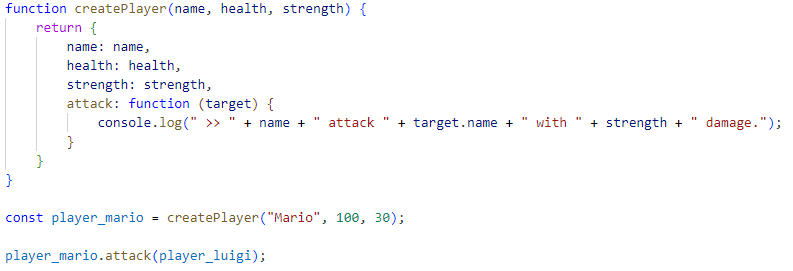 function createPlayer(name, health, strength) {
    return {
        name: name,
        health: health,
        strength: strength,
        attack: function (target) {
            console.log(" >> " + name + " attack " + target.name + " with " + strength + " damage.");
        }
    }
}
const player_mario = createPlayer("Mario", 100, 30);
player_mario.attack(player_luigi);